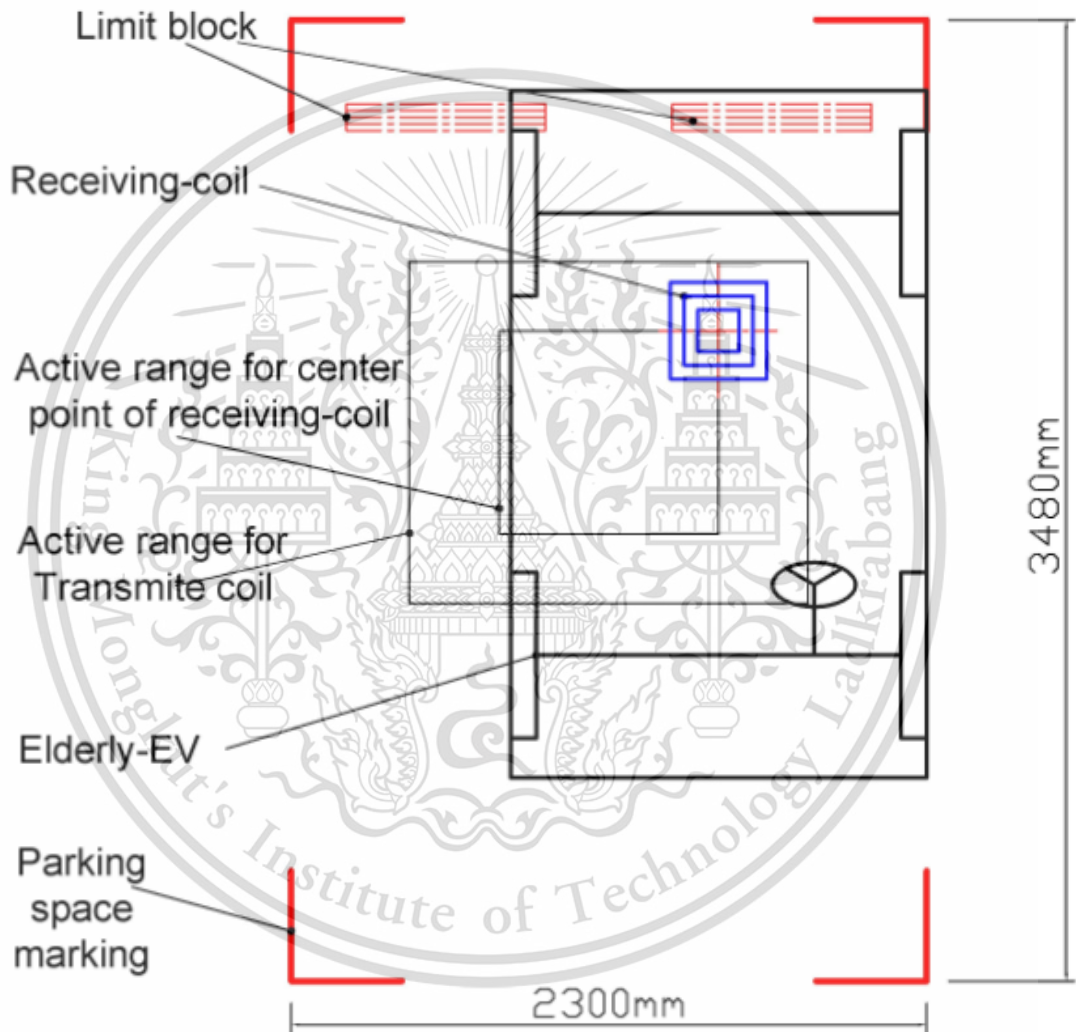 Limit block
Receiving-coil
Active range for center
point of receiving-coil
Active range for
Transmite coil
Elderly-EV
Parking
space
marking
2300mm
3480mm
King Mongkut's Institute of Technology Ladkrabang